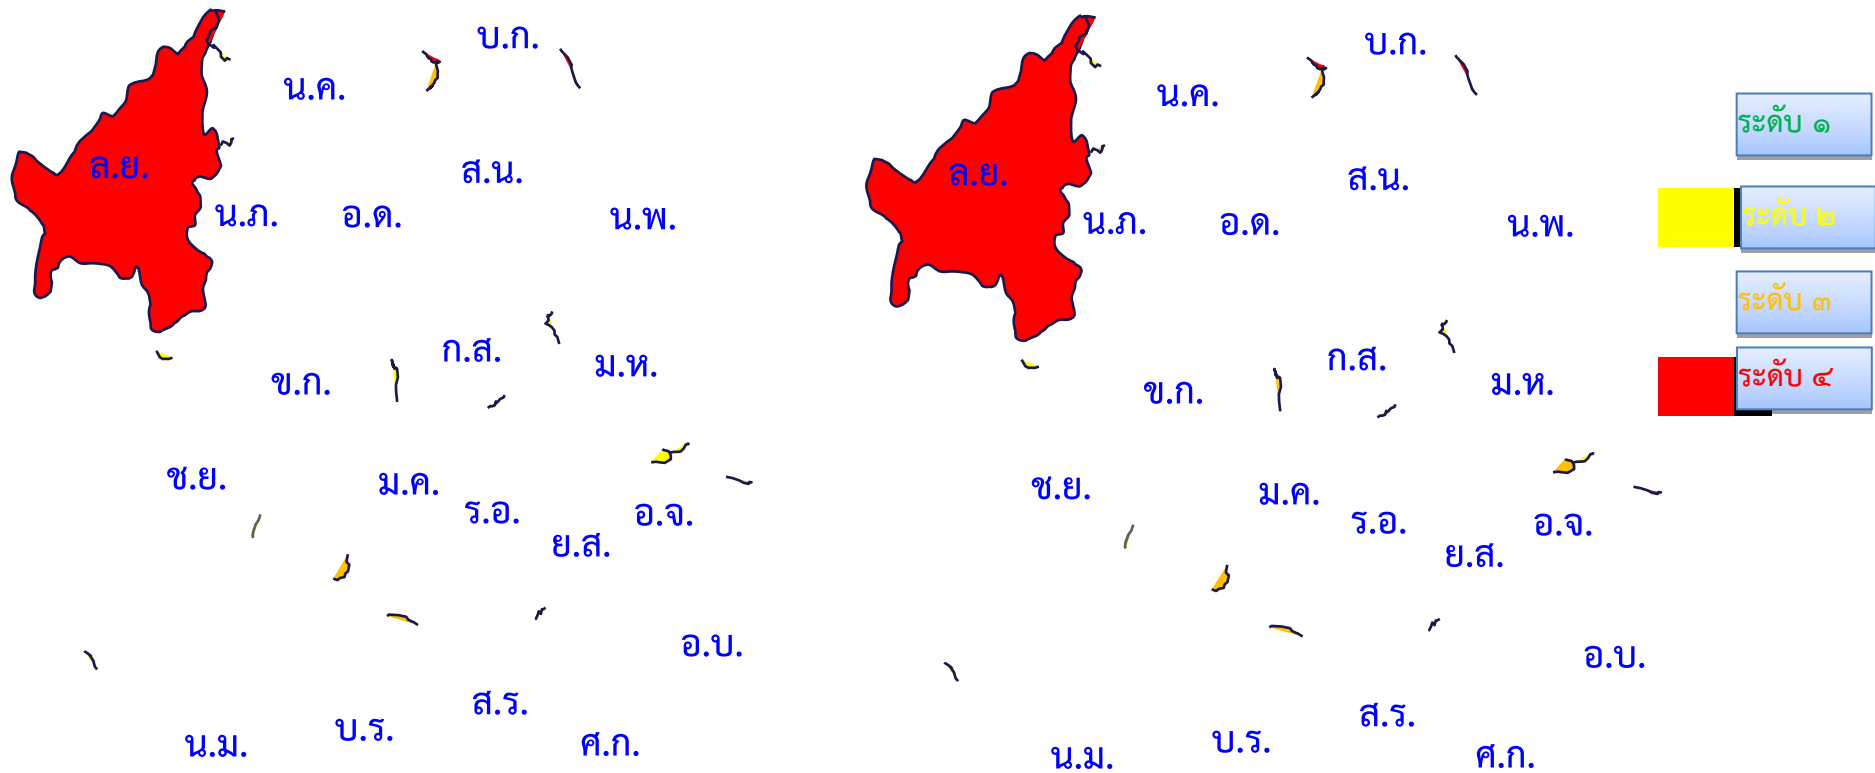 บ.ก.
น.ค.
ล.ย.
ส.น.
น.ภ.
อ.ด.
น.พ.
ก.ส.
ม.ห.
ข.ก.
ช.ย.
ม.ค.
ร.อ.
อ.จ.
ย.ส.
อ.บ.
ส.ร.
บ.ร.
น.ม.
ศ.ก.
บ.ก.
น.ค.
ล.ย.
ส.น.
น.ภ.
อ.ด.
น.พ.
ก.ส.
ม.ห.
ข.ก.
ช.ย.
ม.ค.
ร.อ.
อ.จ.
ย.ส.
อ.บ.
ส.ร.
บ.ร.
น.ม.
ศ.ก.
ระดับ ๑
ระดับ ๒
ระดับ ๓
ระดับ ๔